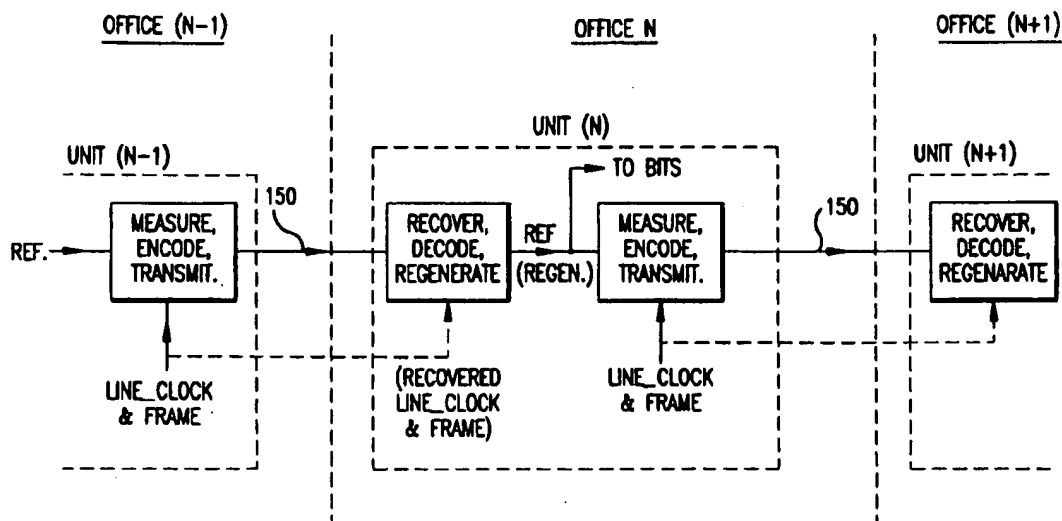 OFFICE (N-1)
OFFICE N
OFFICE (N+1)
UNIT (N-1)
UNIT (N)
UNIT (N+1)
TO BITS
150
150
REF.
MEASURE,
ENCODE,
TRANSMIT.
RECOVER,
DECODE,
REGENERATE
REF
(REGEN.)
MEASURE,
ENCODE,
TRANSMIT.
RECOVER,
DECODE,
REGENARATE
LINE_CLOCK
& FRAME
(RECOVERED
LINE_CLOCK
& FRAME)
LINE_CLOCK
& FRAME